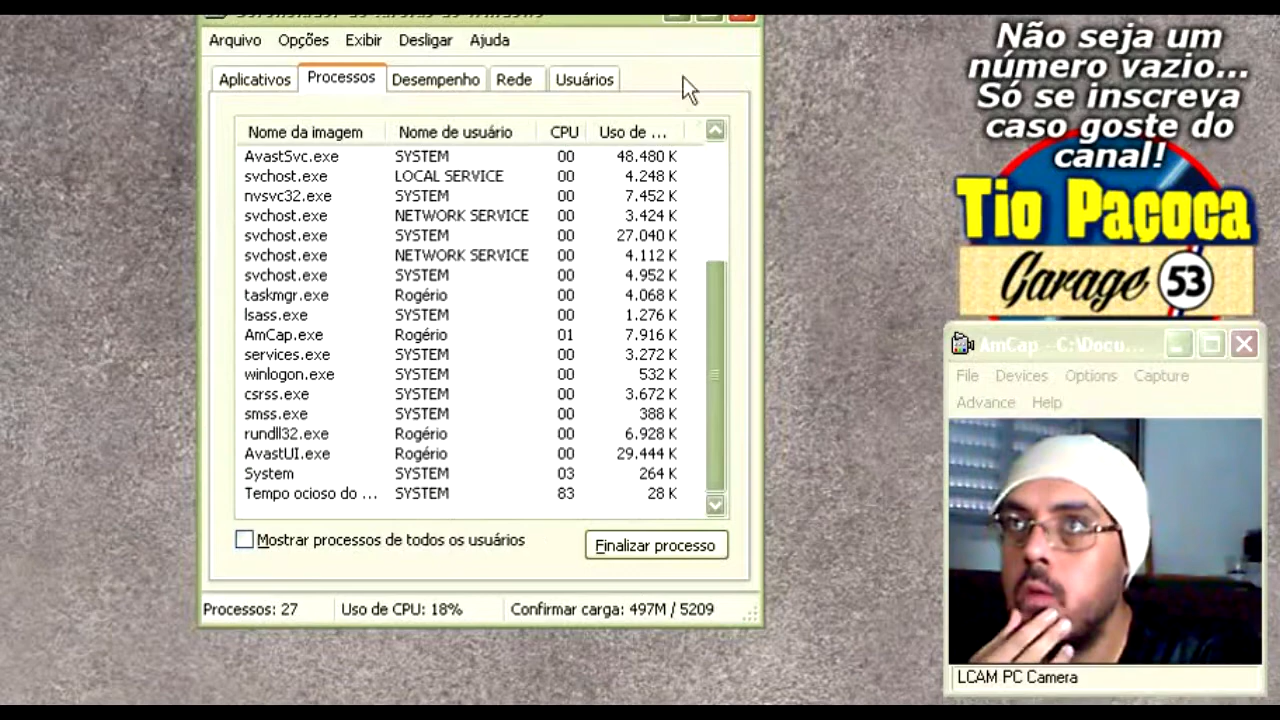 Arquivo Opções Exibir Desligar Ajuda
Aplicativos Processos Desempenho Rede Usuários
Nome da imagem Nome de usuário CPU Uso de ...
AvastSvc.exe SYSTEM 00 48.480 K
svchost.exe LOCAL SERVICE 00 4.248 K
nvsvc32.exe SYSTEM 00 7.452 K
svchost.exe NETWORK SERVICE 00 3.424 K
svchost.exe SYSTEM 00 27.040 K
svchost.exe NETWORK SERVICE 00 4.112 K
svchost.exe SYSTEM 00 4.952 K
taskmgr.exe Rogério 00 4.068 K
lsass.exe SYSTEM 00 1.276 K
AmCap.exe Rogério 01 7.916 K
services.exe SYSTEM 00 3.272 K
winlogon.exe SYSTEM 00 532 K
csrss.exe SYSTEM 00 3.672 K
smss.exe SYSTEM 00 388 K
rundll32.exe Rogério 00 6.928 K
AvastUI.exe Rogério 00 29.444 K
System SYSTEM 03 264 K
Tempo ocioso do ... SYSTEM 83 28 K
Mostrar processos de todos os usuários
Finalizar processo
Processos: 27 Uso de CPU: 18% Confirmar carga: 497M / 5209
Não seja um
número vazio...
Só se inscreva
caso goste do
canal!
Tio Paçoca
Garage 53
AmCap - C:\Docu...
File Devices Options Capture
Advance Help
LCAM PC Camera